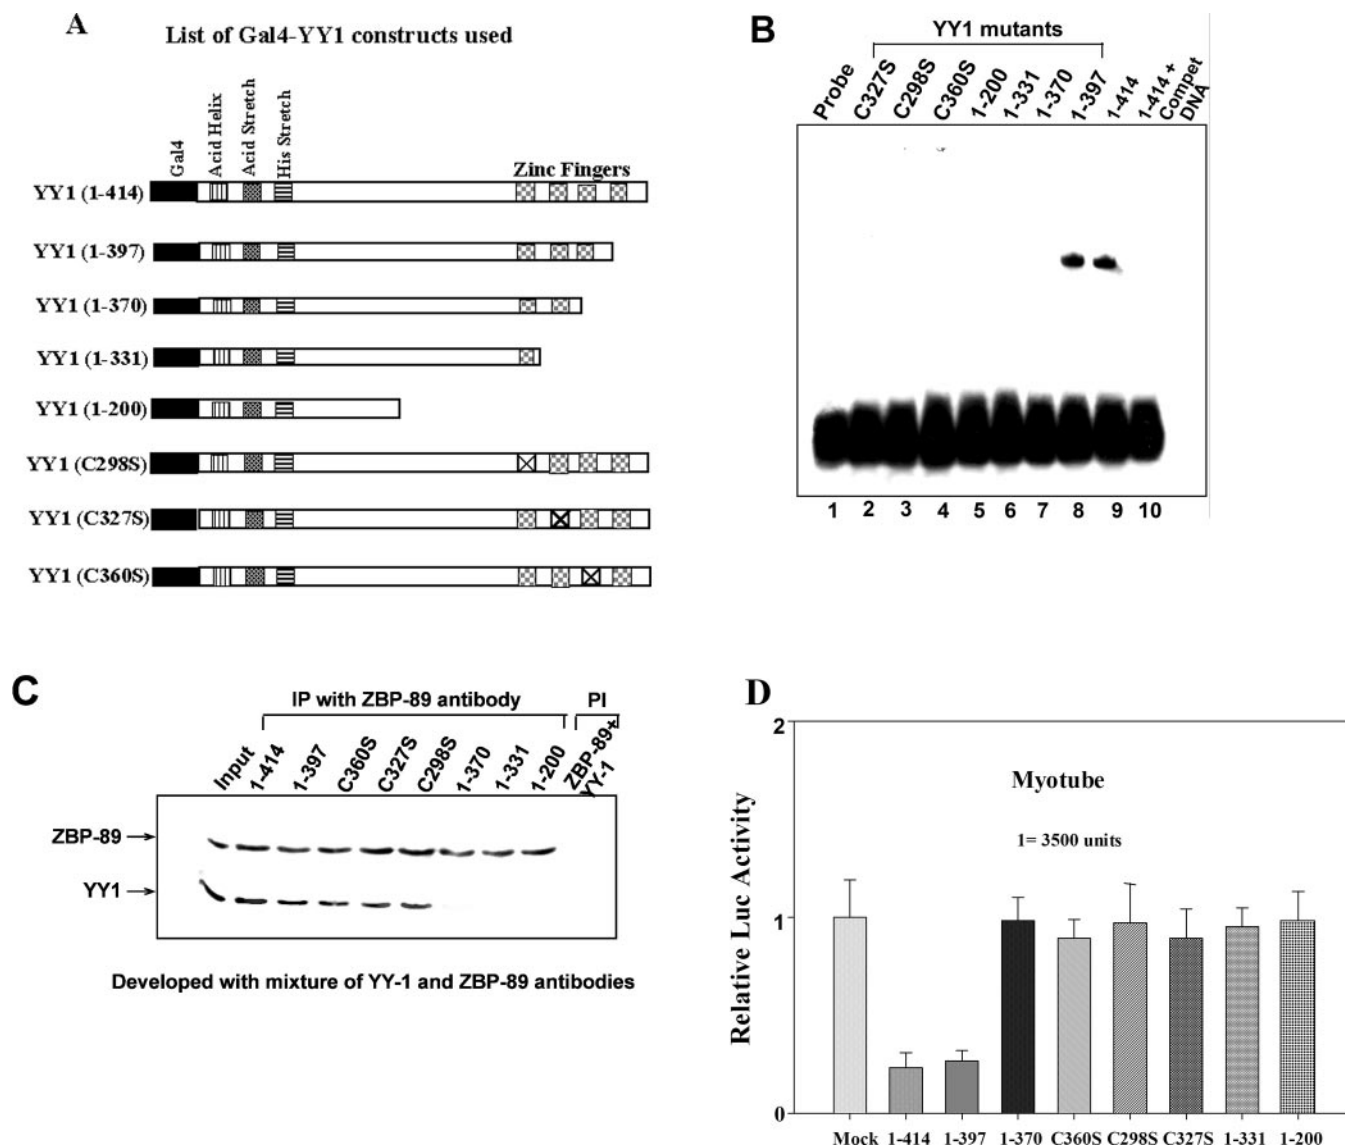 A
List of Gal4-YY1 constructs used
Gal4
Acid Helix
Acid Stretch
His Stretch
Zinc Fingers
YY1 (1-414)
YY1 (1-397)
YY1 (1-370)
YY1 (1-331)
YY1 (1-200)
YY1 (C298S)
YY1 (C327S)
YY1 (C360S)
B
YY1 mutants
Probe
C327S
C298S
C360S
1-200
1-331
1-370
1-397
1-414
1-414 +
Compet
DNA
1 2 3 4 5 6 7 8 9 10
C
IP with ZBP-89 antibody
PI
Input
1-414
1-397
C360S
C327S
C298S
1-370
1-331
1-200
ZBP-89+
YY-1
ZBP-89
YY1
Developed with mixture of YY-1 and ZBP-89 antibodies
D
2
Myotube
1= 3500 units
Relative Luc Activity
1
0
Mock 1-414 1-397 1-370 C360S C298S C327S 1-331 1-200